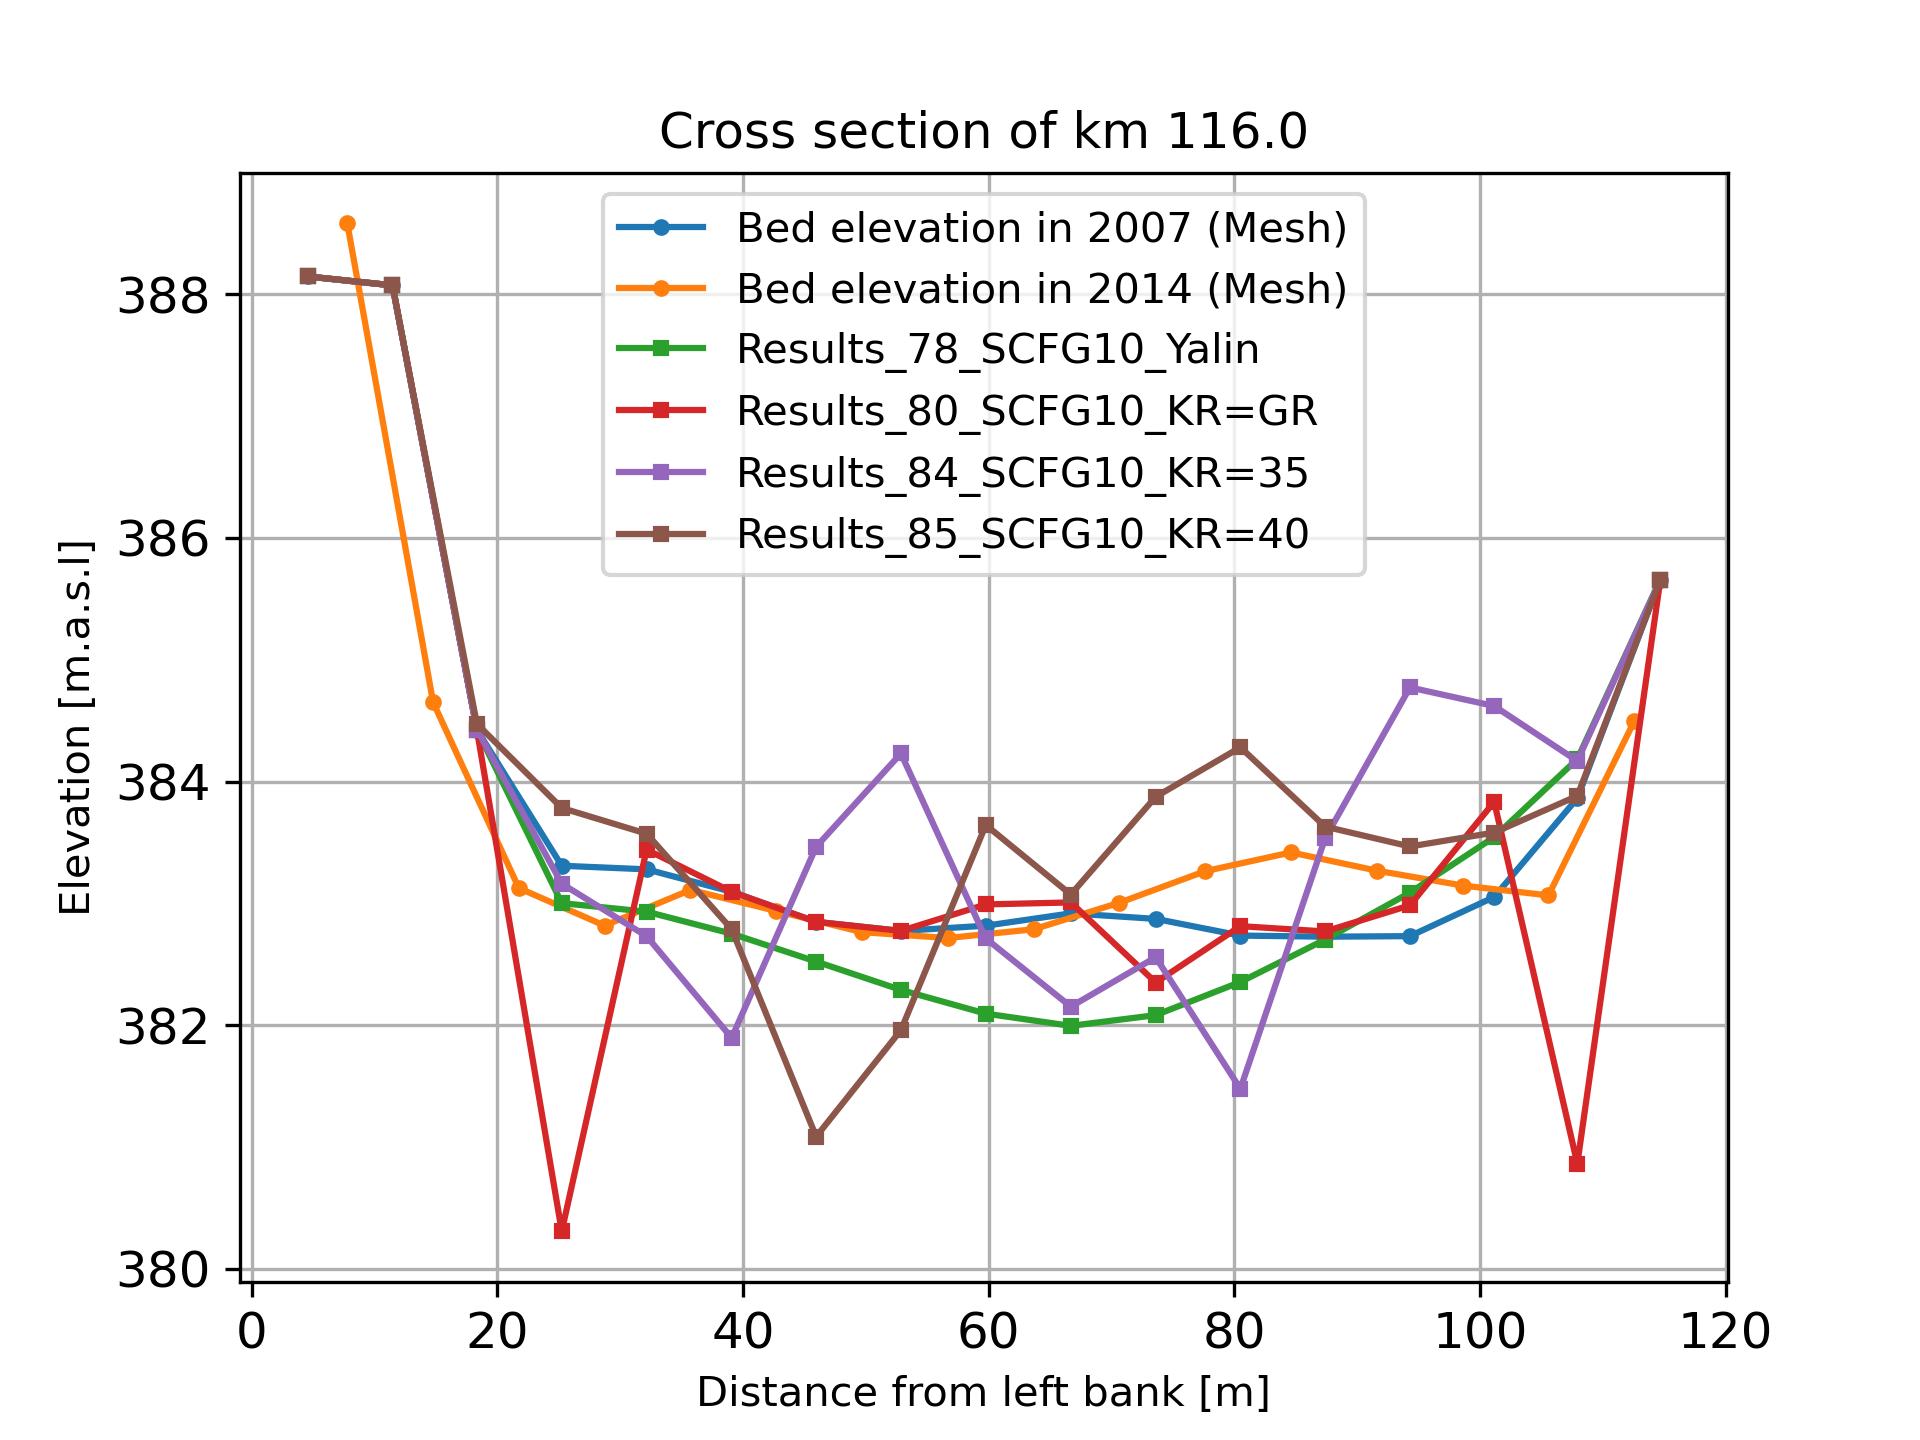 Cross section of km 116.0
Bed elevation in 2007 (Mesh)
Bed elevation in 2014 (Mesh)
Results_78_SCFG10_Yalin
Results_80_SCFG10_KR=GR
Results_84_SCFG10_KR=35
Results_85_SCFG10_KR=40
388
386
384
382
380
Elevation [m.a.s.l]
0 20 40 60 80 100 120
Distance from left bank [m]